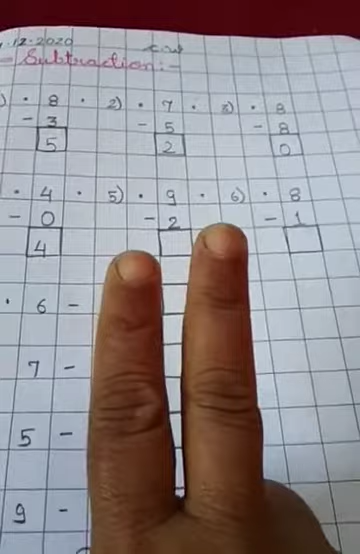 .12.2020 c.w
- Subtraction:-
) · 8 · 2) · 7 · 3) · 8
- 3 - 5 - 8
5 2 0
· 4 · 5) · 9 · 6) · 8
- 0 - 2 - 1
4
· 6 -
7 -
5 -
9 -